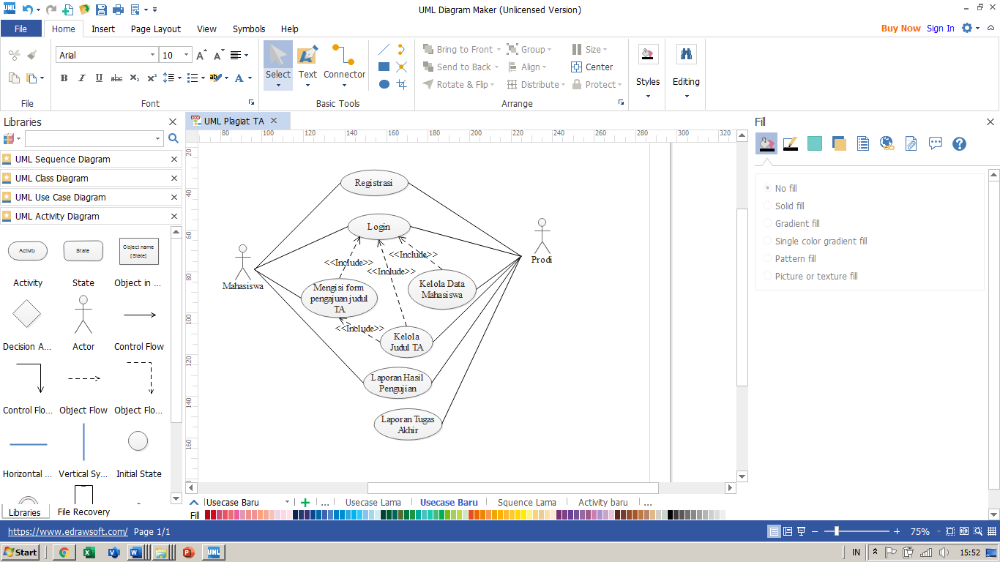 UML Diagram Maker (Unlicensed Version)
File Home Insert Page Layout View Symbols Help
Buy Now Sign In
Arial 10
B I U abc X₂ X² ab A
A A
Select Text Connector
Bring to Front Group Size
Send to Back Align Center
Rotate & Flip Distribute Protect
Styles Editing
File Font Basic Tools Arrange
Libraries
UML Plagiat TA
Fill
80 100 120 140 160 180 200 220 240 260 280 300 320
20
40
60
80
100
120
140
160
UML Sequence Diagram
UML Class Diagram
UML Use Case Diagram
UML Activity Diagram
Activity
State
Object name
[State]
Activity State Object in ...
Decision A... Actor Control Flow
Control Flo... Object Flow Object Flo...
Horizontal ... Vertical Sy... Initial State
Libraries File Recovery
Registrasi
Login
Mahasiswa
Prodi
<<Include>>
<<Include>>
<<Include>>
Mengisi form
pengajuan judul
TA
Kelola Data
Mahasiswa
<<Include>>
Kelola
Judul TA
Laporan Hasil
Pengujian
Laporan Tugas
Akhir
No fill
Solid fill
Gradient fill
Single color gradient fill
Pattern fill
Picture or texture fill
Usecase Baru + ... Usecase Lama Usecase Baru Squence Lama Activity baru ...
Fill
https://www.edrawsoft.com/ Page 1/1
75%
Start
IN
15:52